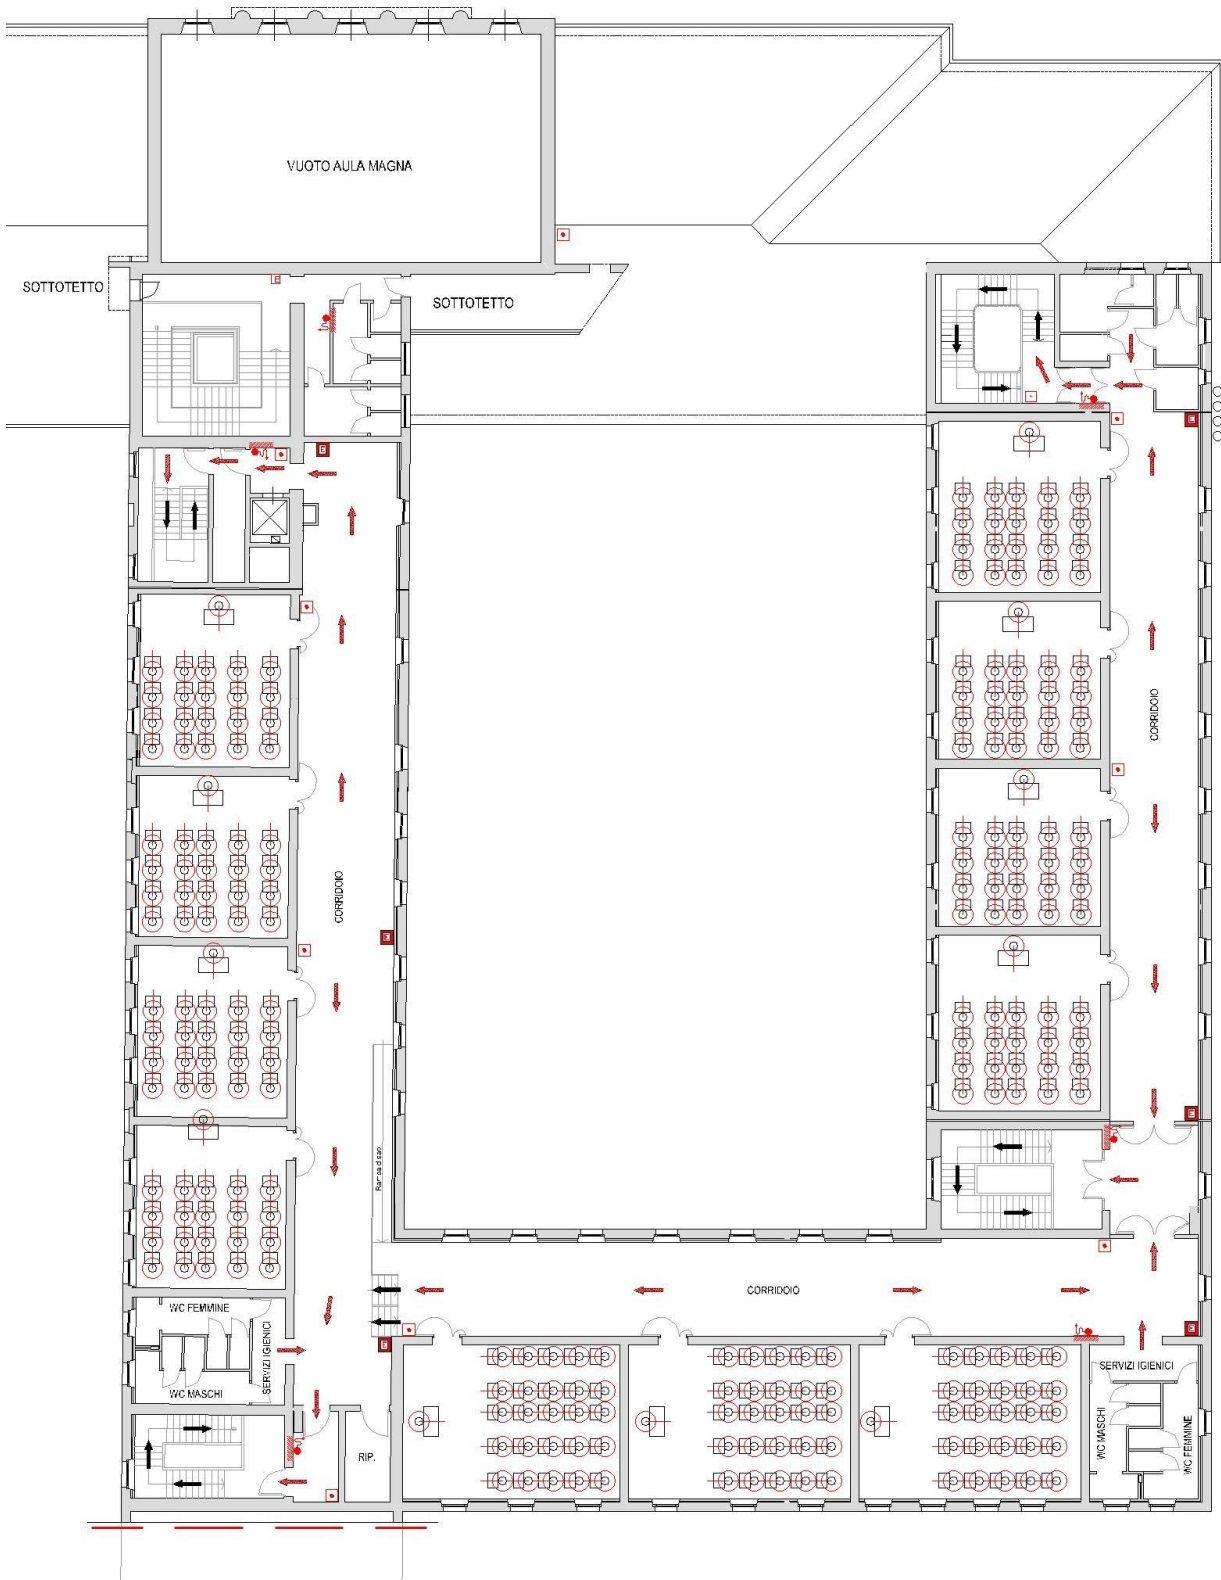 VUOTO AULA MAGNA
SOTTOTETTO
SOTTOTETTO
CORRIDOIO
CORRIDOIO
WC FEMMINE
SERVIZI IGIENICI
WC MASCHI
RIP.
CORRIDOIO
SERVIZI IGIENICI
WC MASCHI
WC FEMMINE